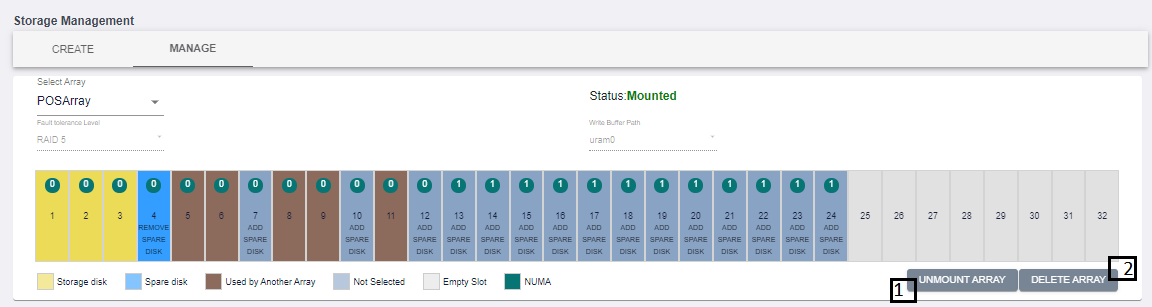 Storage Management
CREATE MANAGE
Select Array
POSArray
Status:Mounted
Fault tolerance Level
RAID 5
Write Buffer Path
uram0
0 0 0 0 0 0 0 0 0 0 0 0 1 1 1 1 1 1 1 1 1 1 1 1
1 2 3 4 5 6 7 8 9 10 11 12 13 14 15 16 17 18 19 20 21 22 23 24 25 26 27 28 29 30 31 32
REMOVE ADD ADD ADD ADD ADD ADD ADD ADD ADD ADD ADD ADD ADD ADD ADD
SPARE SPARE SPARE SPARE SPARE SPARE SPARE SPARE SPARE SPARE SPARE SPARE SPARE SPARE SPARE SPARE
DISK DISK DISK DISK DISK DISK DISK DISK DISK DISK DISK DISK DISK DISK DISK DISK
Storage disk Spare disk Used by Another Array Not Selected Empty Slot NUMA
1 UNMOUNT ARRAY DELETE ARRAY 2